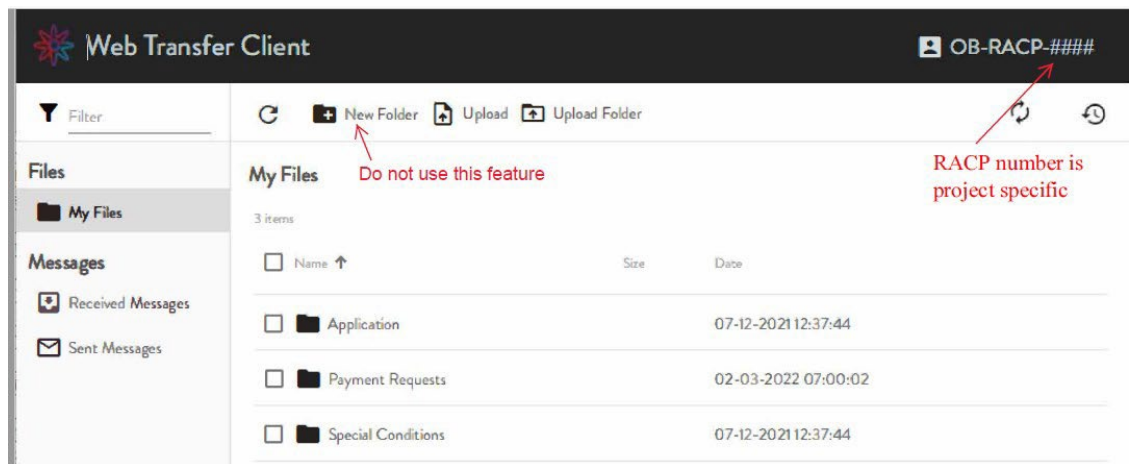 Web Transfer Client
OB-RACP-####
Filter
New Folder
Upload
Upload Folder
Files
My Files
Do not use this feature
RACP number is
project specific
My Files
3 items
Messages
Name
Size
Date
Received Messages
Application
07-12-2021 12:37:44
Sent Messages
Payment Requests
02-03-2022 07:00:02
Special Conditions
07-12-2021 12:37:44